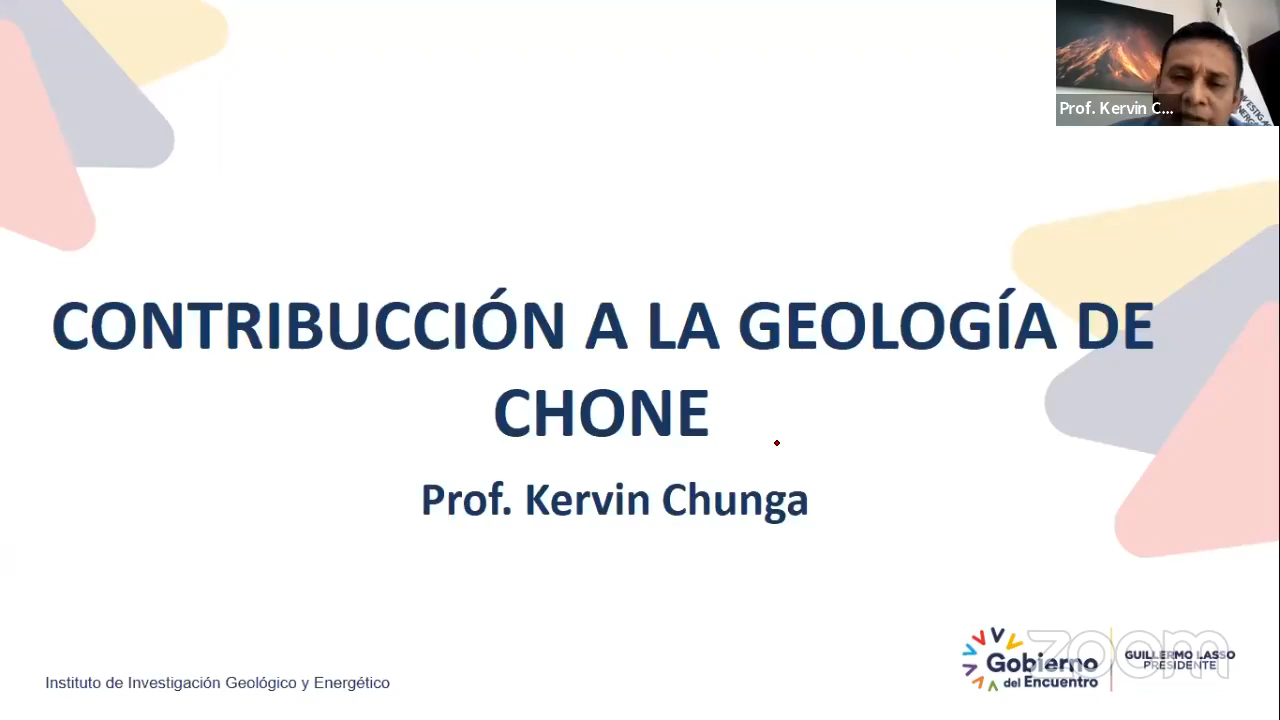 Prof. Kervin C...
CONTRIBUCCIÓN A LA GEOLOGÍA DE
CHONE
Prof. Kervin Chunga
Instituto de Investigación Geológico y Energético
Gobierno
del Encuentro
GUILLERMO LASSO
PRESIDENTE
zoom